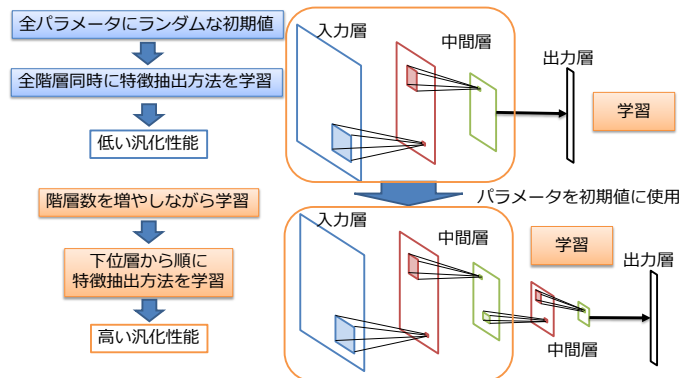 全パラメータにランダムな初期値
全階層同時に特徴抽出方法を学習
低い汎化性能
入力層
中間層
出力層
学習
パラメータを初期値に使用
階層数を増やしながら学習
下位層から順に
特徴抽出方法を学習
高い汎化性能
入力層
中間層
学習
出力層
中間層